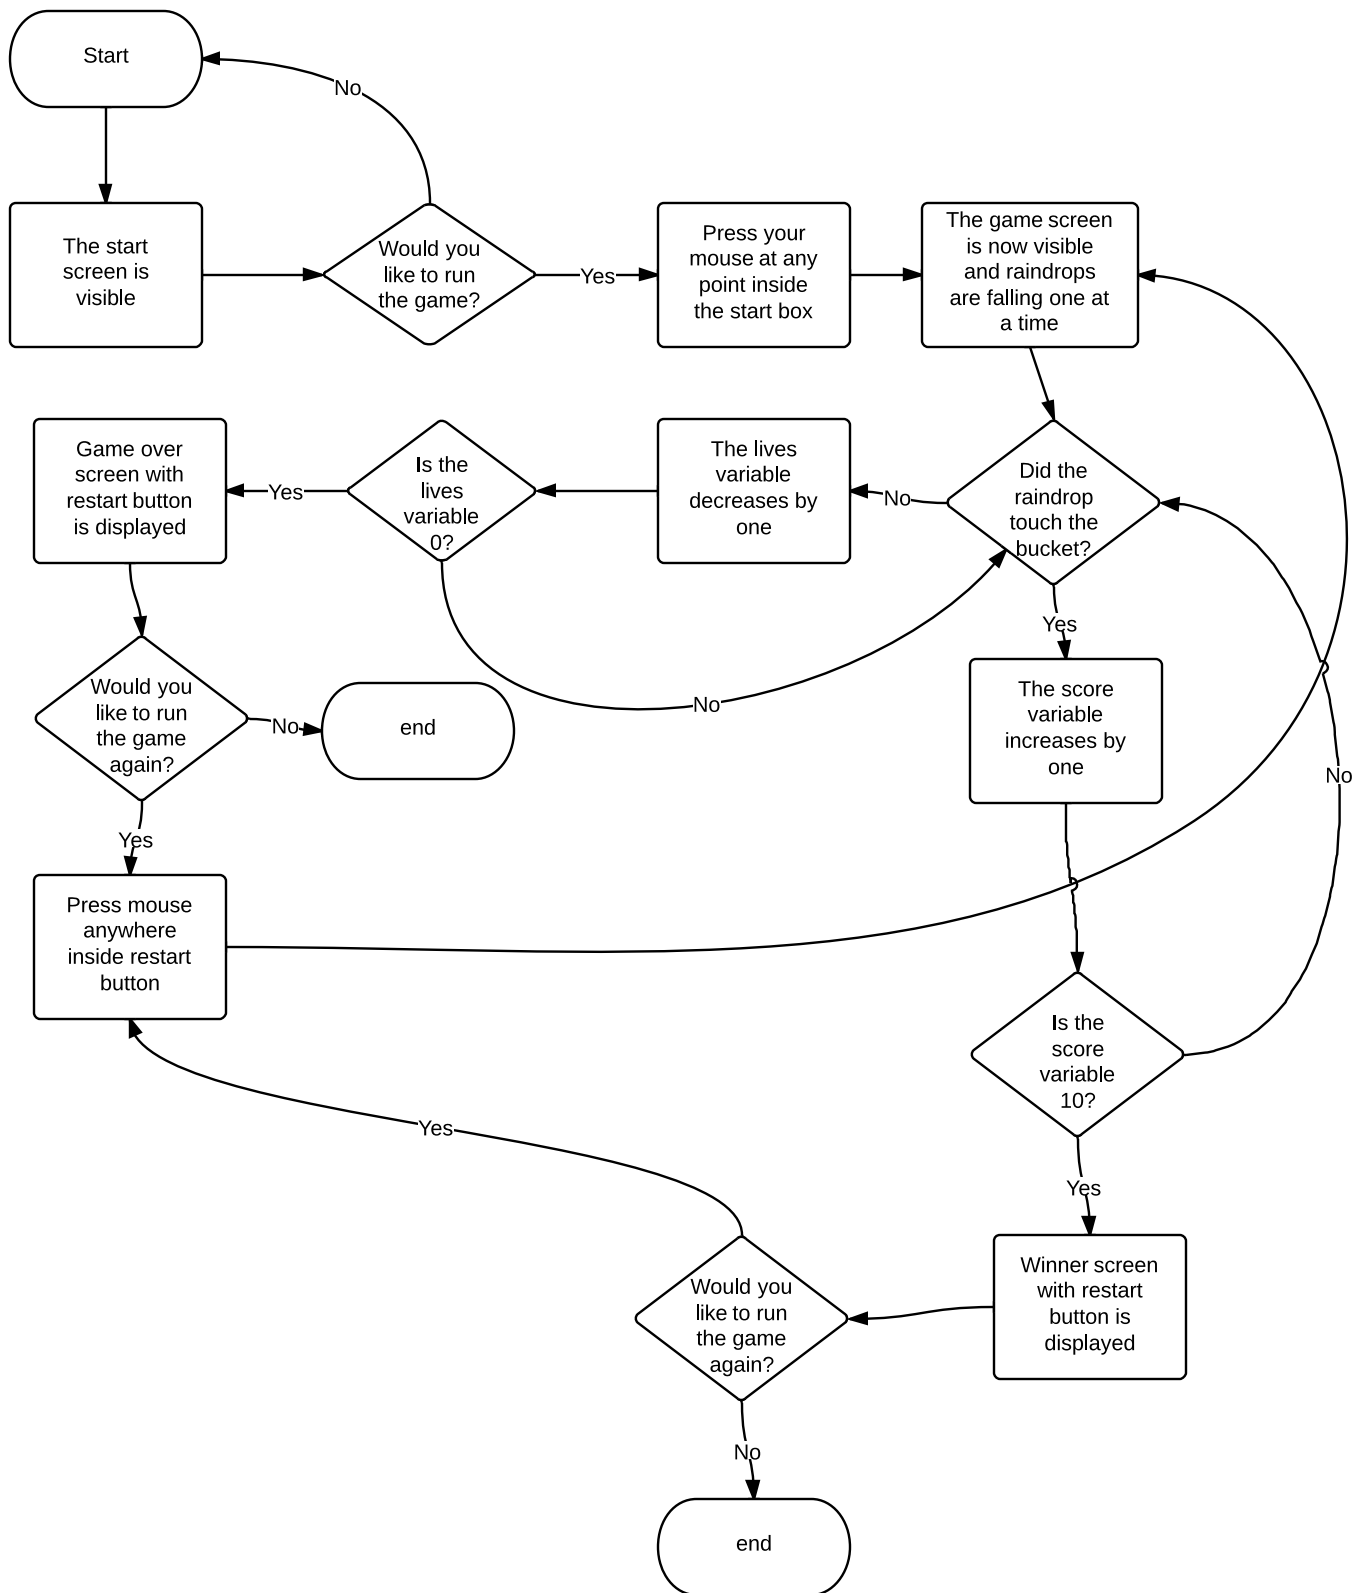 Start
No
The start
screen is
visible
Would you
like to run
the game?
Yes
Press your
mouse at any
point inside
the start box
The game screen
is now visible
and raindrops
are falling one at
a time
Game over
screen with
restart button
is displayed
Yes
Is the
lives
variable
0?
The lives
variable
decreases by
one
No
Did the
raindrop
touch the
bucket?
Yes
No
Would you
like to run
the game
again?
No
end
The score
variable
increases by
one
No
Yes
Press mouse
anywhere
inside restart
button
Is the
score
variable
10?
Yes
Yes
Would you
like to run
the game
again?
Winner screen
with restart
button is
displayed
No
end